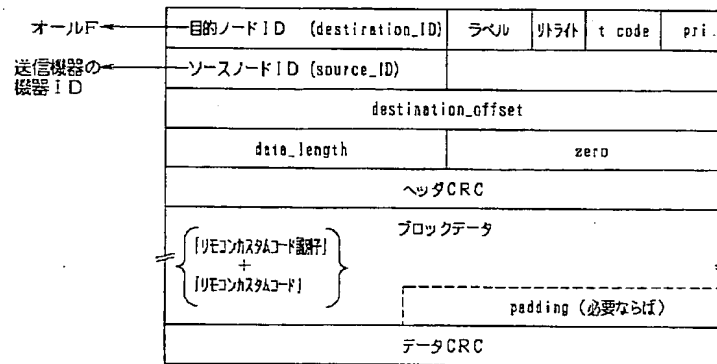 オールF
目的ノードID (destination_ID)
ラベル
リトライト
t code
pri.
送信機器の
機器ID
ソースノードID (source_ID)
destination_offset
data_length
zero
ヘッダCRC
ブロックデータ
「リモコンカスタムコード識別子」
+
「リモコンカスタムコード」
padding (必要ならば)
データCRC